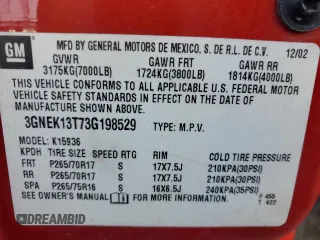 GM
MFD BY GENERAL MOTORS DE MEXICO, S. DE R.L. DE C.V. 12/02
GVWR GAWR FRT GAWR RR
3175KG(7000LB) 1724KG(3800LB) 1814KG(4000LB)
THIS VEHICLE CONFORMS TO ALL APPLICABLE U.S. FEDERAL MOTOR
VEHICLE SAFETY STANDARDS IN EFFECT ON THE DATE OF
MANUFACTURE SHOWN ABOVE.
3GNEK13T73G198529 TYPE: M.P.V.
MODEL: K15936
KPDH TIRE SIZE SPEED RTG RIM COLD TIRE PRESSURE
FRT P265/70R17 S 17X7.5J 210KPA(30PSI)
RR P265/70R17 S 17X7.5J 210KPA(30PSI)
SPA P265/75R16 S 16X6.5J 240KPA(35PSI)
SEE OWNER'S MANUAL FOR MORE INFORMATION. F 455
T 422
© DRAMEBID